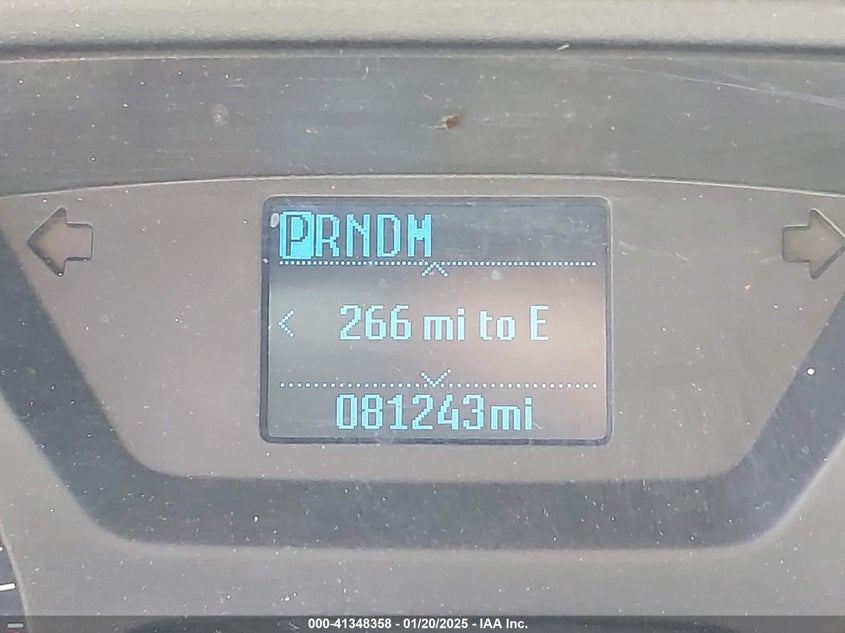 PRNDM
266 mi to E
081243mi
000-41348358 - 01/20/2025 - IAA Inc.